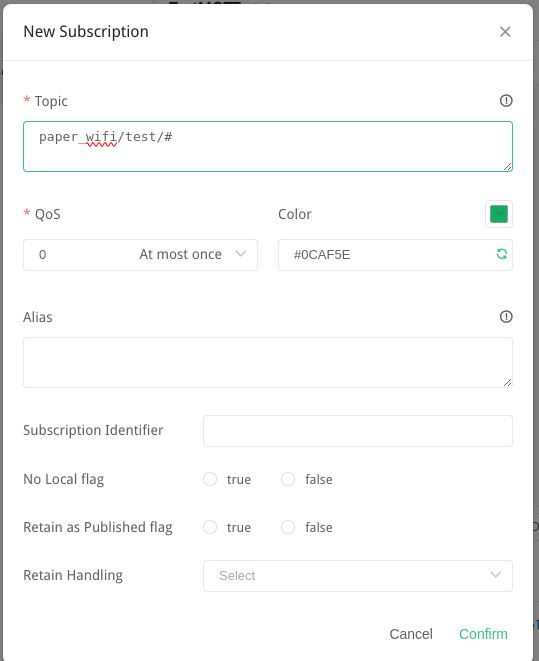 New Subscription
* Topic
paper_wifi/test/#
* QoS
Color
0 At most once
#0CAF5E
Alias
Subscription Identifier
No Local flag true false
Retain as Published flag true false
Retain Handling Select
Cancel Confirm